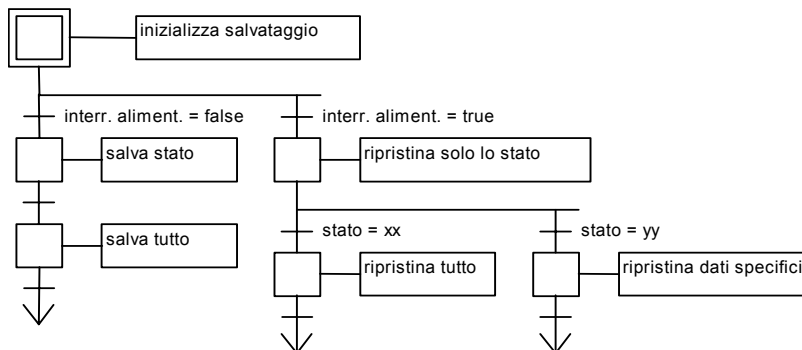 inizializza salvataggio
interr. aliment. = false
interr. aliment. = true
salva stato
ripristina solo lo stato
salva tutto
stato = xx
stato = yy
ripristina tutto
ripristina dati specifici